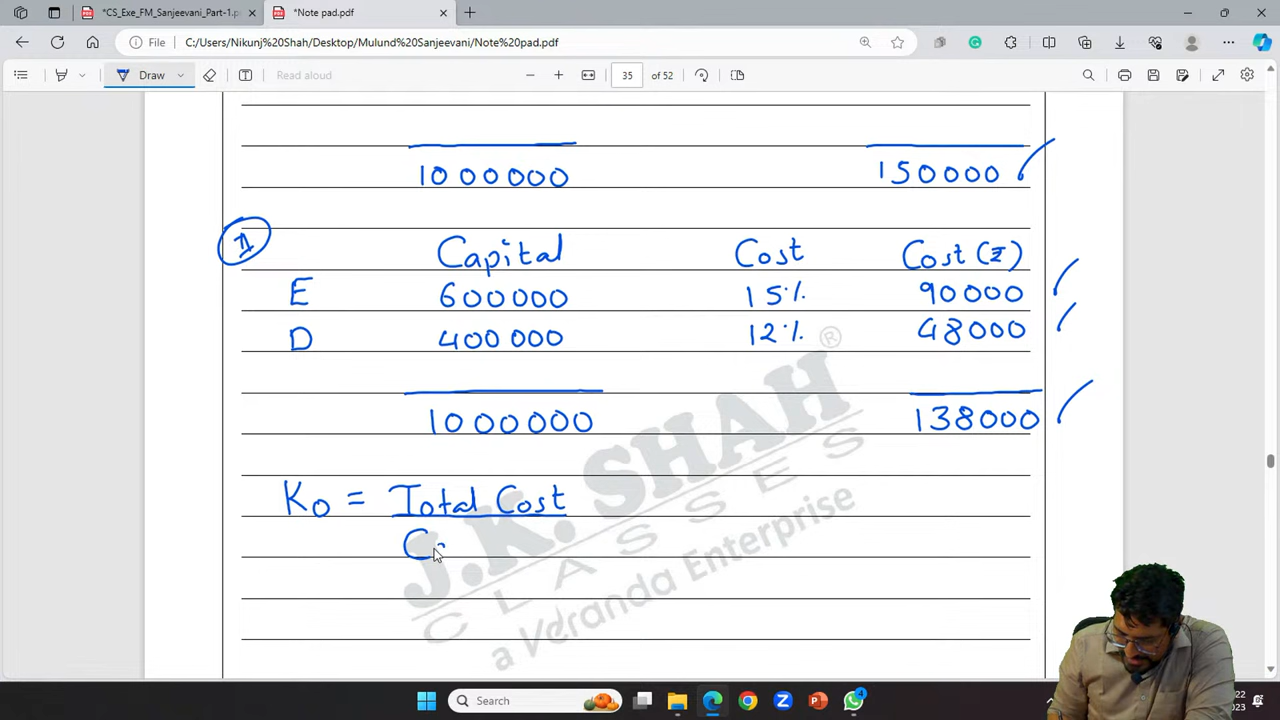 *CS_Exe_FM_Sanjeevani_Part-1.p
*Note pad.pdf
File
C:/Users/Nikunj%20Shah/Desktop/Mulund%20Sanjeevani/Note%20pad.pdf
Draw
Read aloud
35 of 52
1000000 150000
1 Capital Cost Cost (₹)
E 600000 15% 90000
D 400000 12% 48000
1000000 138000
Ko = Total Cost
J.K. SHAH ®
CLASSES
a Veranda Enterprise
Search
4